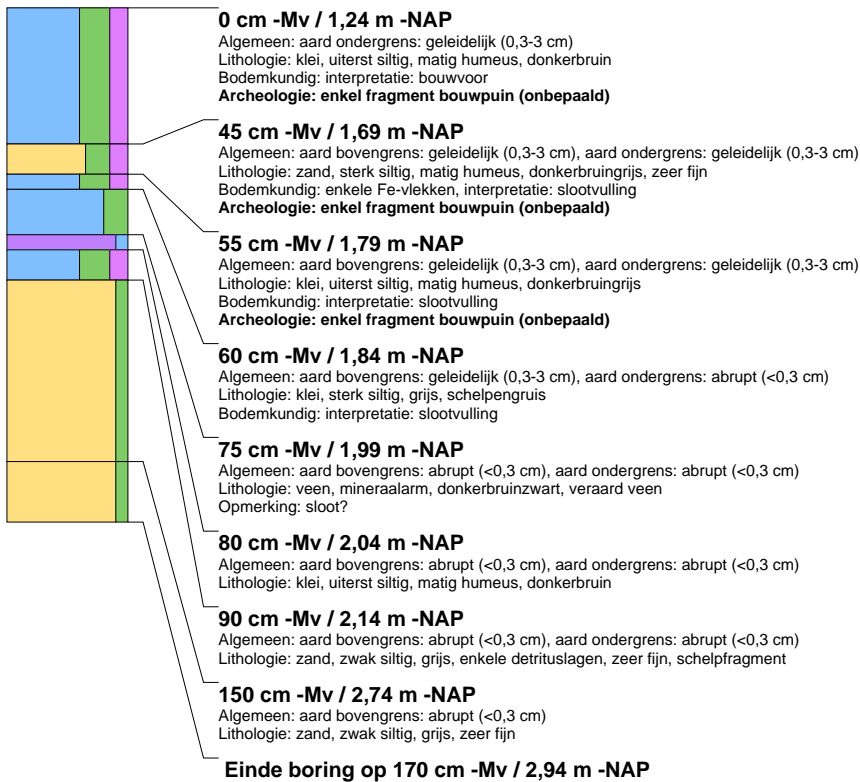 0 cm -Mv / 1,24 m -NAP
Algemeen: aard ondergrens: geleidelijk (0,3-3 cm)
Lithologie: klei, uiterst siltig, matig humeus, donkerbruin
Bodemkundig: interpretatie: bouwvoor
Archeologie: enkel fragment bouwpuin (onbepaald)
45 cm -Mv / 1,69 m -NAP
Algemeen: aard bovengrens: geleidelijk (0,3-3 cm), aard ondergrens: geleidelijk (0,3-3 cm)
Lithologie: zand, sterk siltig, matig humeus, donkerbruingrijs, zeer fijn
Bodemkundig: enkele Fe-vlekken, interpretatie: slootvulling
Archeologie: enkel fragment bouwpuin (onbepaald)
55 cm -Mv / 1,79 m -NAP
Algemeen: aard bovengrens: geleidelijk (0,3-3 cm), aard ondergrens: geleidelijk (0,3-3 cm)
Lithologie: klei, uiterst siltig, matig humeus, donkerbruingrijs
Bodemkundig: interpretatie: slootvulling
Archeologie: enkel fragment bouwpuin (onbepaald)
60 cm -Mv / 1,84 m -NAP
Algemeen: aard bovengrens: geleidelijk (0,3-3 cm), aard ondergrens: abrupt (<0,3 cm)
Lithologie: klei, sterk siltig, grijs, schelpengruis
Bodemkundig: interpretatie: slootvulling
75 cm -Mv / 1,99 m -NAP
Algemeen: aard bovengrens: abrupt (<0,3 cm), aard ondergrens: abrupt (<0,3 cm)
Lithologie: veen, mineraalarm, donkerbruinzwart, veraard veen
Opmerking: sloot?
80 cm -Mv / 2,04 m -NAP
Algemeen: aard bovengrens: abrupt (<0,3 cm), aard ondergrens: abrupt (<0,3 cm)
Lithologie: klei, uiterst siltig, matig humeus, donkerbruin
90 cm -Mv / 2,14 m -NAP
Algemeen: aard bovengrens: abrupt (<0,3 cm), aard ondergrens: abrupt (<0,3 cm)
Lithologie: zand, zwak siltig, grijs, enkele detrituslagen, zeer fijn, schelpfragment
150 cm -Mv / 2,74 m -NAP
Algemeen: aard bovengrens: abrupt (<0,3 cm)
Lithologie: zand, zwak siltig, grijs, zeer fijn
Einde boring op 170 cm -Mv / 2,94 m -NAP